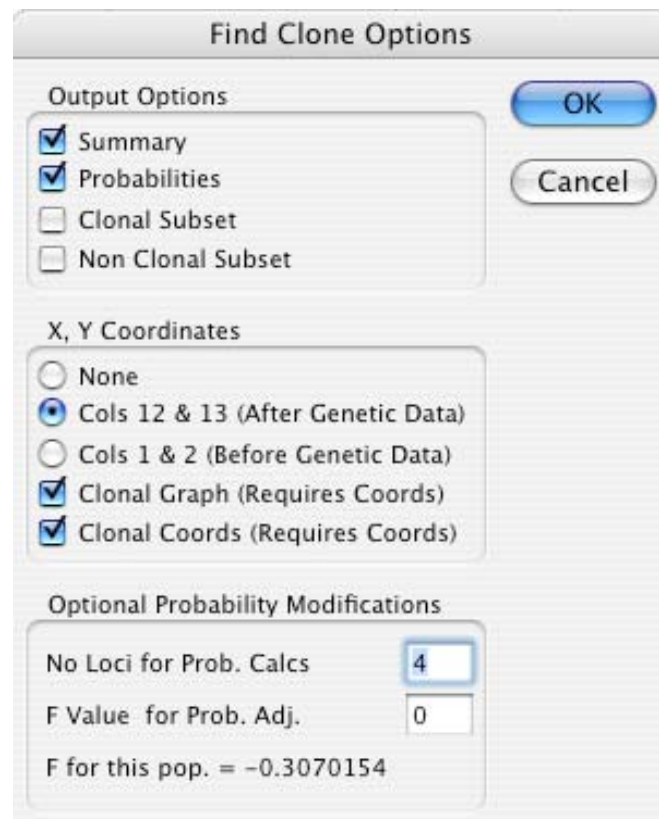 Find Clone Options
Output Options
OK
Summary
Probabilities
Cancel
Clonal Subset
Non Clonal Subset
X, Y Coordinates
None
Cols 12 & 13 (After Genetic Data)
Cols 1 & 2 (Before Genetic Data)
Clonal Graph (Requires Coords)
Clonal Coords (Requires Coords)
Optional Probability Modifications
No Loci for Prob. Calcs 4
F Value for Prob. Adj. 0
F for this pop. = -0.3070154